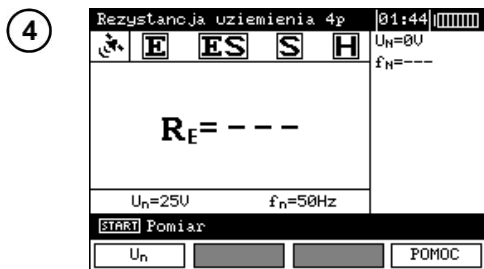 4
Rezystancja uziemienia 4p 01:44
E ES S H
UN=0V
fN=---
RE= ---
Un=25V fn=50Hz
START Pomiar
Un POMOC